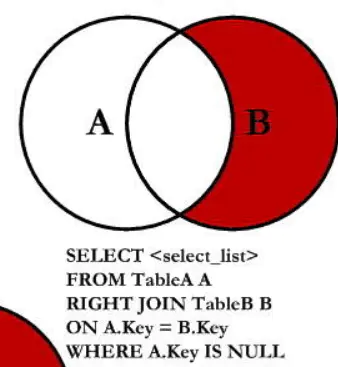 A B
SELECT <select_list>
FROM TableA A
RIGHT JOIN TableB B
ON A.Key = B.Key
WHERE A.Key IS NULL